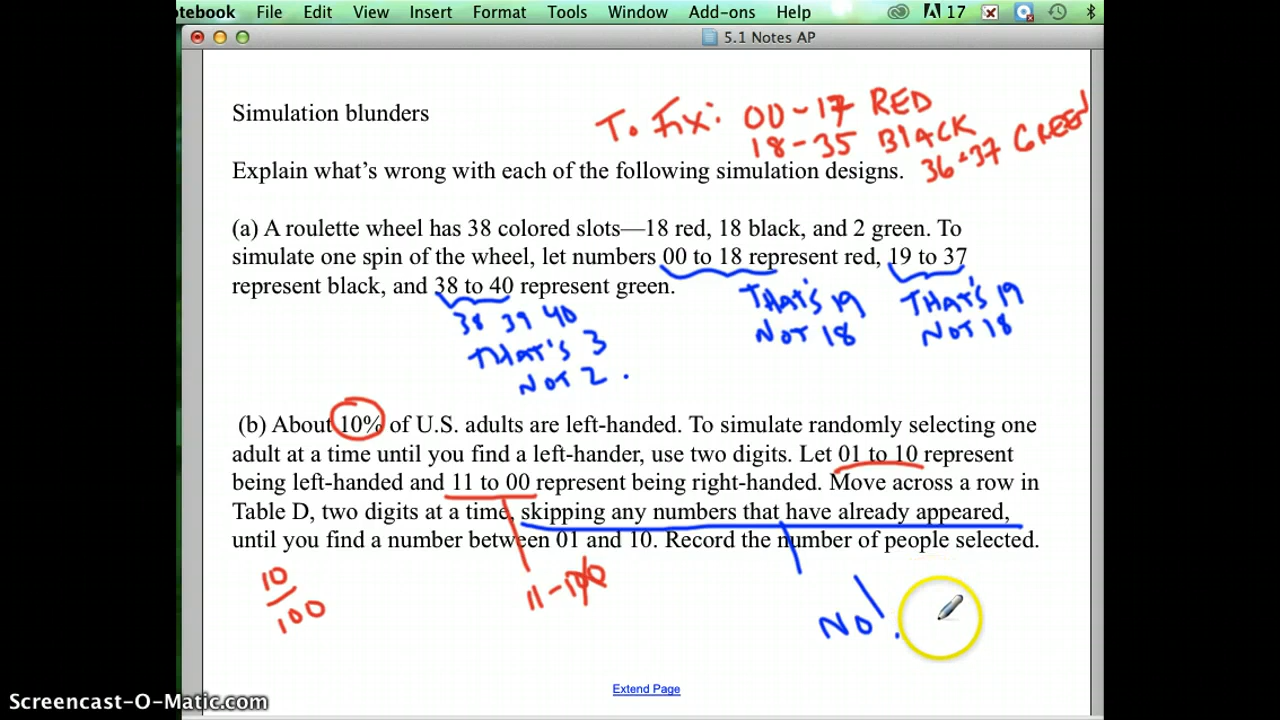 otebook File Edit View Insert Format Tools Window Add-ons Help 17
5.1 Notes AP
Simulation blunders
To Fix: 00-17 RED
18-35 BLACK
36-37 GREEN
Explain what's wrong with each of the following simulation designs.
(a) A roulette wheel has 38 colored slots—18 red, 18 black, and 2 green. To
simulate one spin of the wheel, let numbers 00 to 18 represent red, 19 to 37
represent black, and 38 to 40 represent green.
THAT'S 19
NOT 18
THAT'S 19
NOT 18
38 39 40
THAT'S 3
NOT 2.
(b) About 10% of U.S. adults are left-handed. To simulate randomly selecting one
adult at a time until you find a left-hander, use two digits. Let 01 to 10 represent
being left-handed and 11 to 00 represent being right-handed. Move across a row in
Table D, two digits at a time, skipping any numbers that have already appeared,
until you find a number between 01 and 10. Record the number of people selected.
10
100
NO!
Extend Page
Screencast-O-Matic.com